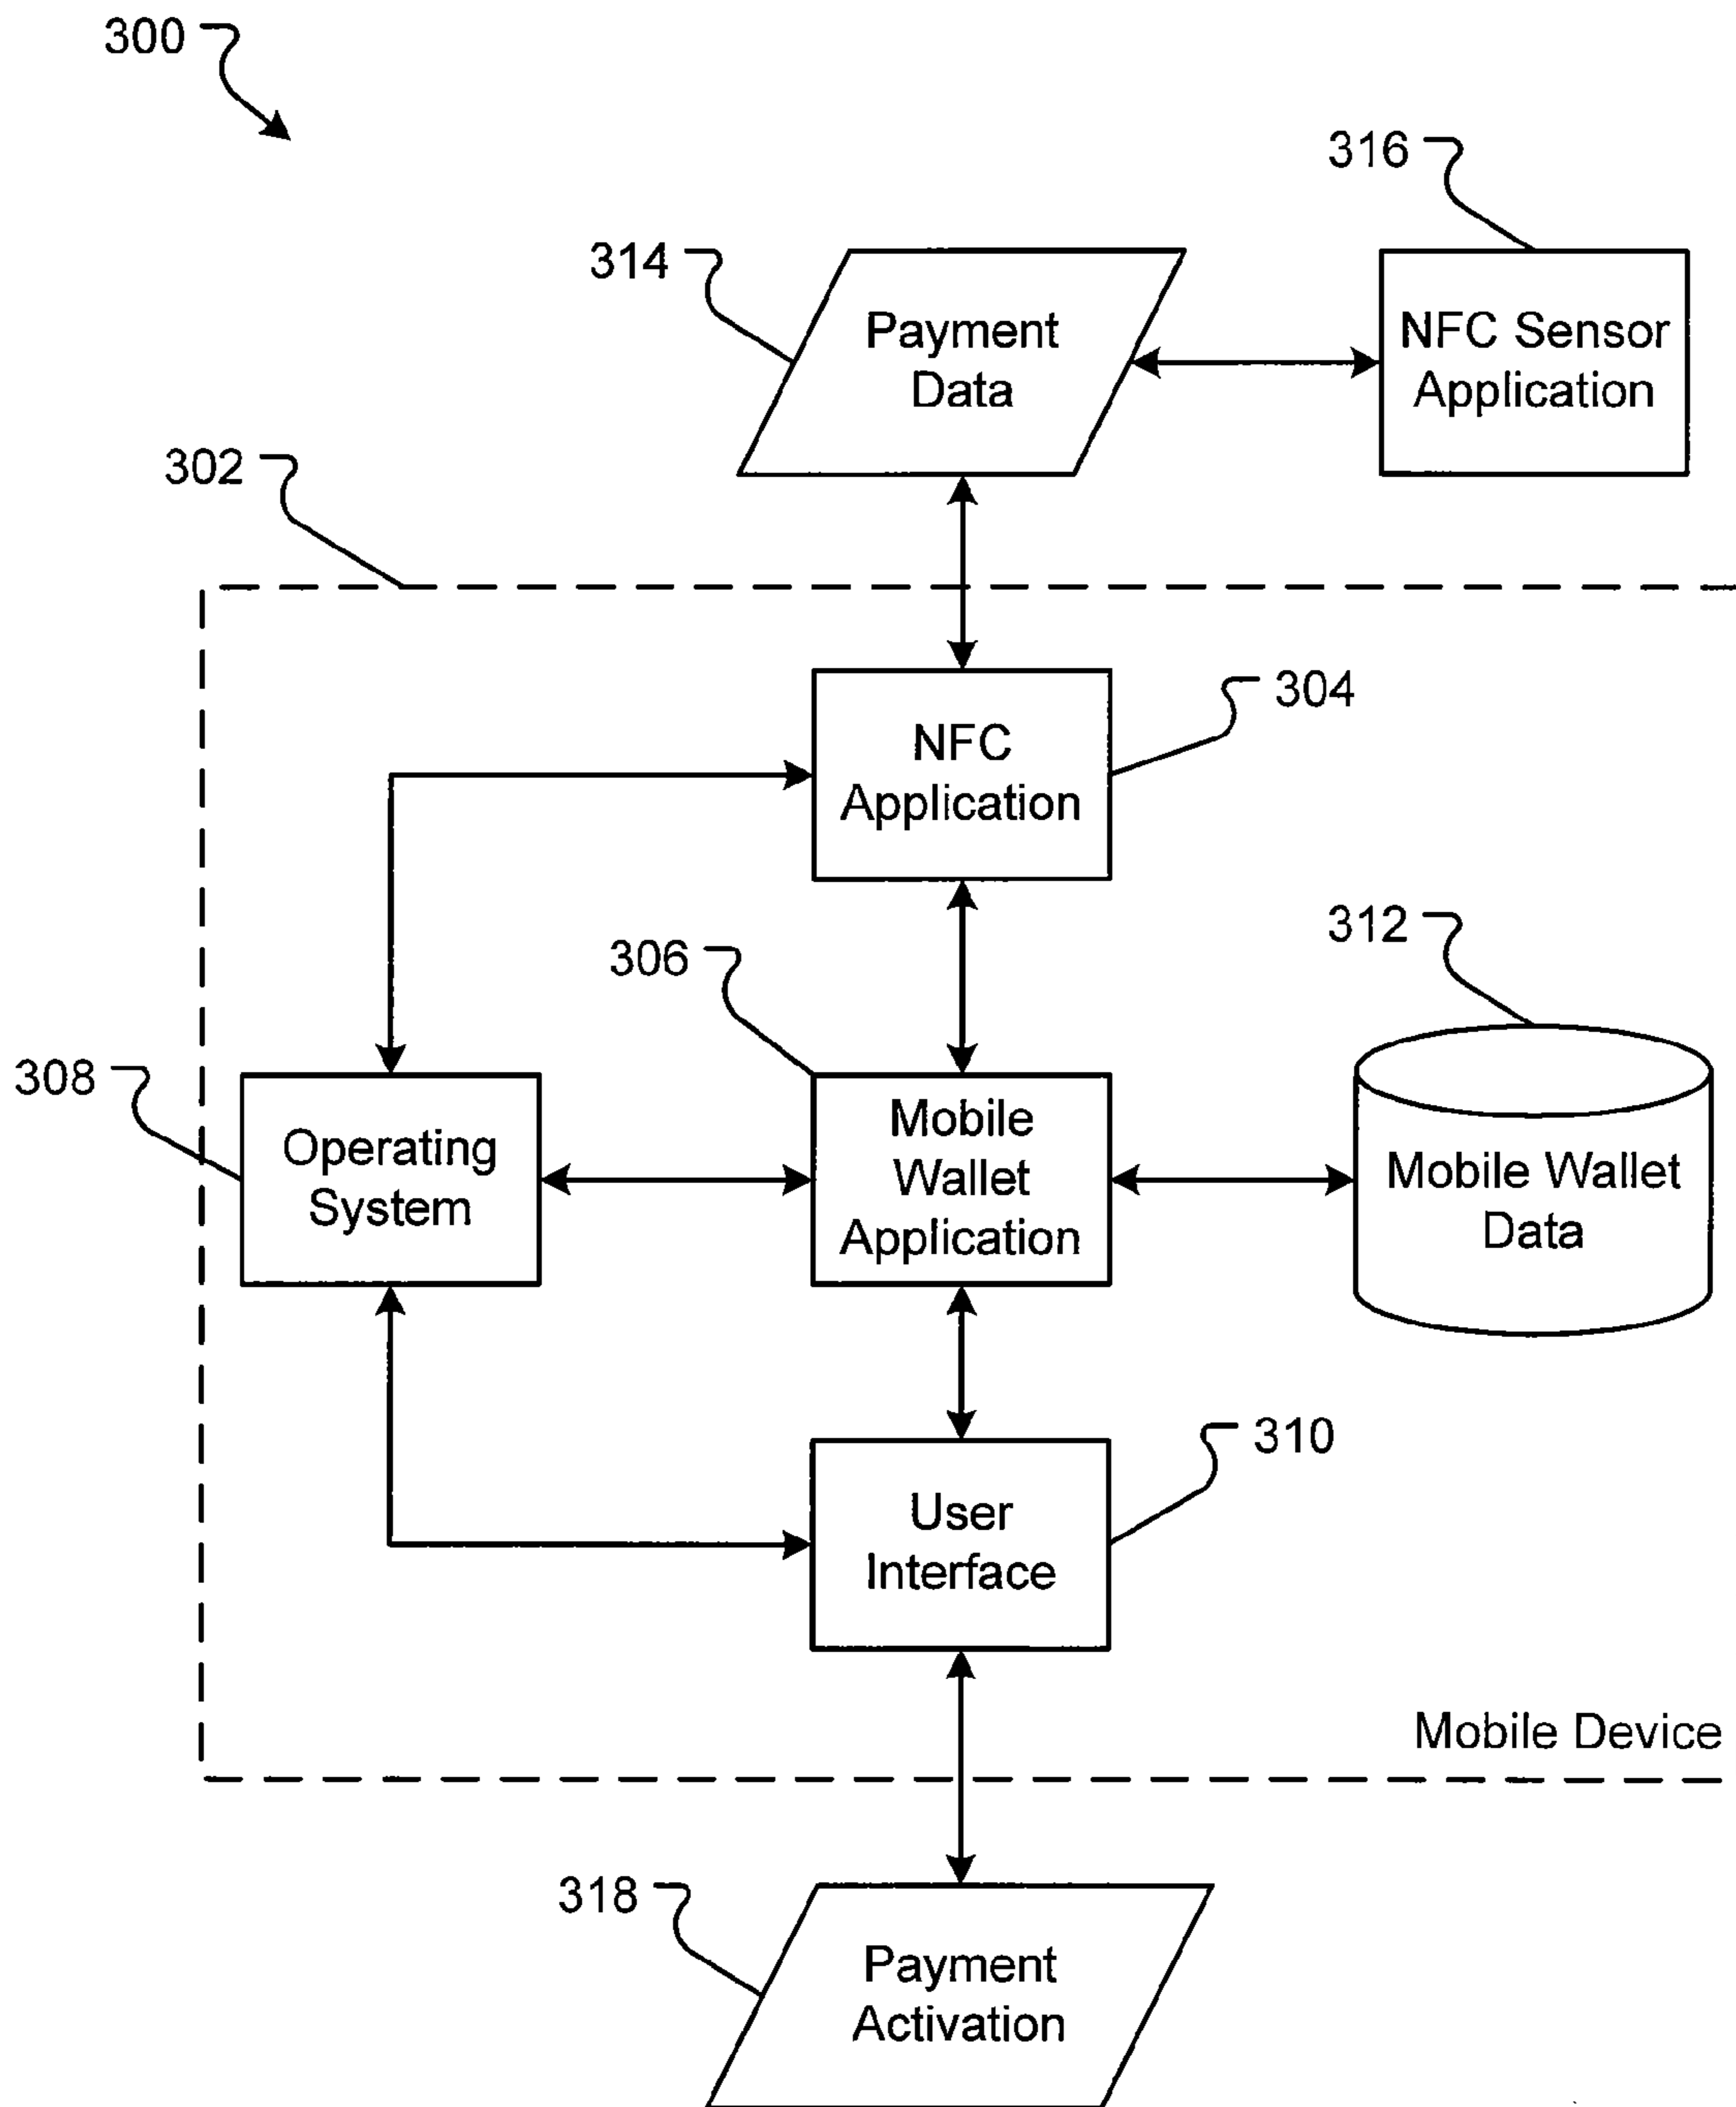 300
316
314
Payment
Data
NFC Sensor
Application
302
304
NFC
Application
306
312
308
Operating
System
Mobile
Wallet
Application
Mobile Wallet
Data
310
User
Interface
Mobile Device
318
Payment
Activation